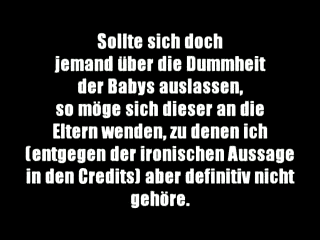 Sollte sich doch
jemand über die Dummheit
der Babys auslassen,
so möge sich dieser an die
Eltern wenden, zu denen ich
(entgegen der ironischen Aussage
in den Credits) aber definitiv nicht
gehöre.